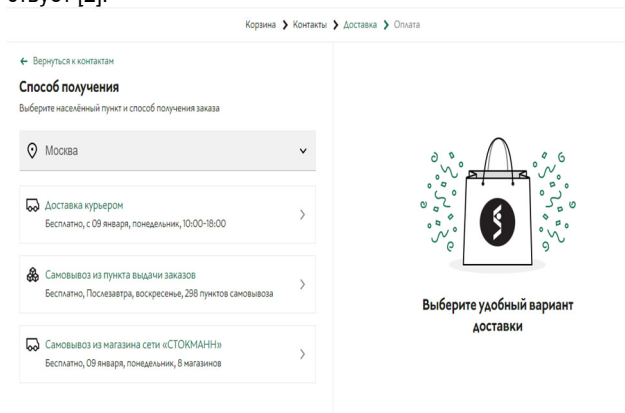 Корзина Контакты Доставка Оплата
Вернуться к контактам
Способ получения
Выберите населённый пункт и способ получения заказа
Москва
Доставка курьером
Бесплатно, с 09 января, понедельник, 10:00-18:00
Самовывоз из пункта выдачи заказов
Бесплатно, Послезавтра, воскресенье, 298 пунктов самовывоза
Самовывоз из магазина сети «СТОКМАНН»
Бесплатно, 09 января, понедельник, 8 магазинов
Выберите удобный вариант
доставки